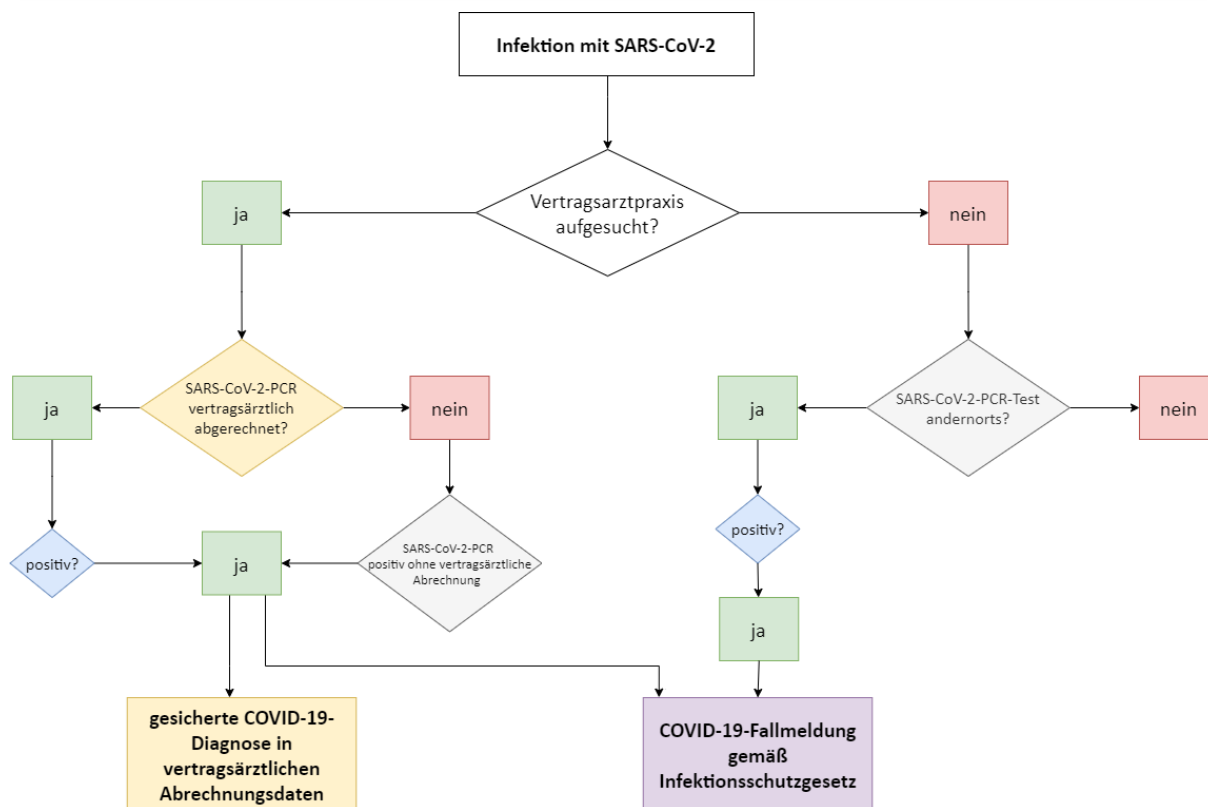 Infektion mit SARS-CoV-2
Vertragsarztpraxis
aufgesucht?
ja
nein
SARS-CoV-2-PCR
vertragsärztlich
abgerechnet?
ja
nein
SARS-CoV-2-PCR-Test
andernorts?
ja
nein
positiv?
ja
SARS-CoV-2-PCR
positiv ohne vertragsärztliche
Abrechnung
positiv?
ja
gesicherte COVID-19-
Diagnose in
vertragsärztlichen
Abrechnungsdaten
COVID-19-Fallmeldung
gemäß
Infektionsschutzgesetz